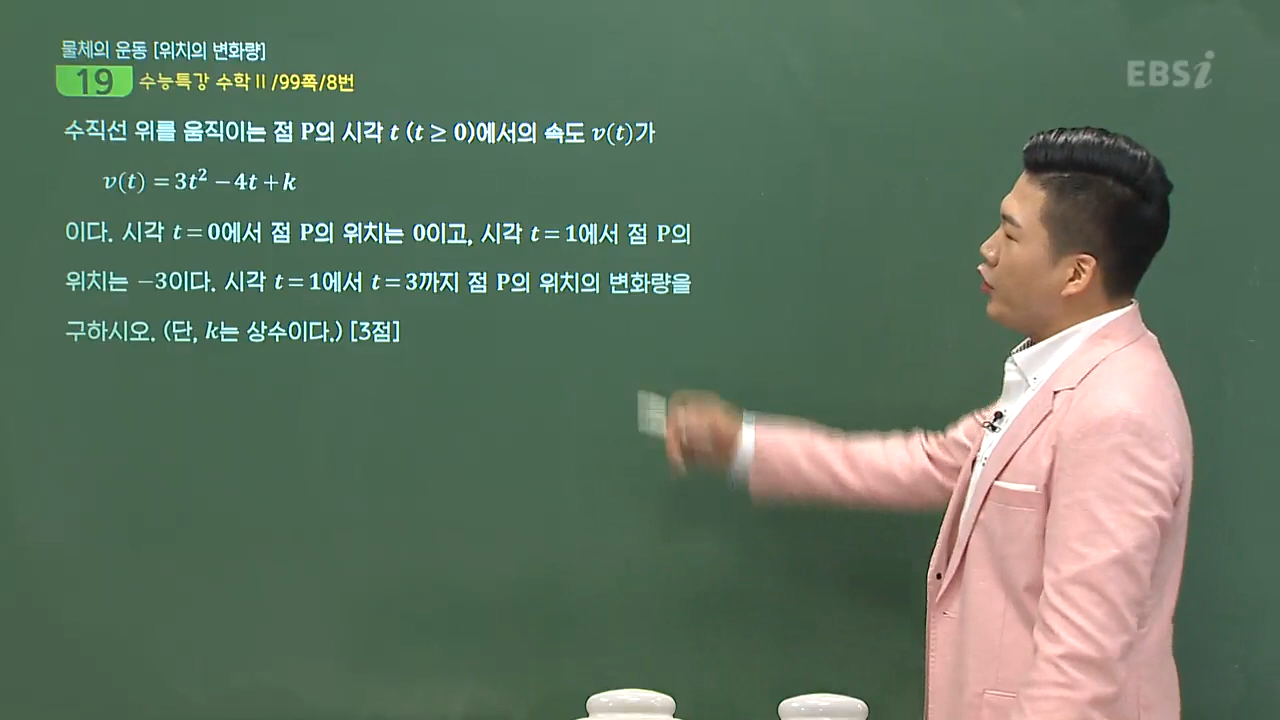 물체의 운동 [위치의 변화량]
19 수능특강 수학Ⅱ/99쪽/8번
EBSi
수직선 위를 움직이는 점 P의 시각 t (t ≥ 0)에서의 속도 v(t)가
v(t) = 3t² − 4t + k
이다. 시각 t = 0에서 점 P의 위치는 0이고, 시각 t = 1에서 점 P의
위치는 −3이다. 시각 t = 1에서 t = 3까지 점 P의 위치의 변화량을
구하시오. (단, k는 상수이다.) [3점]